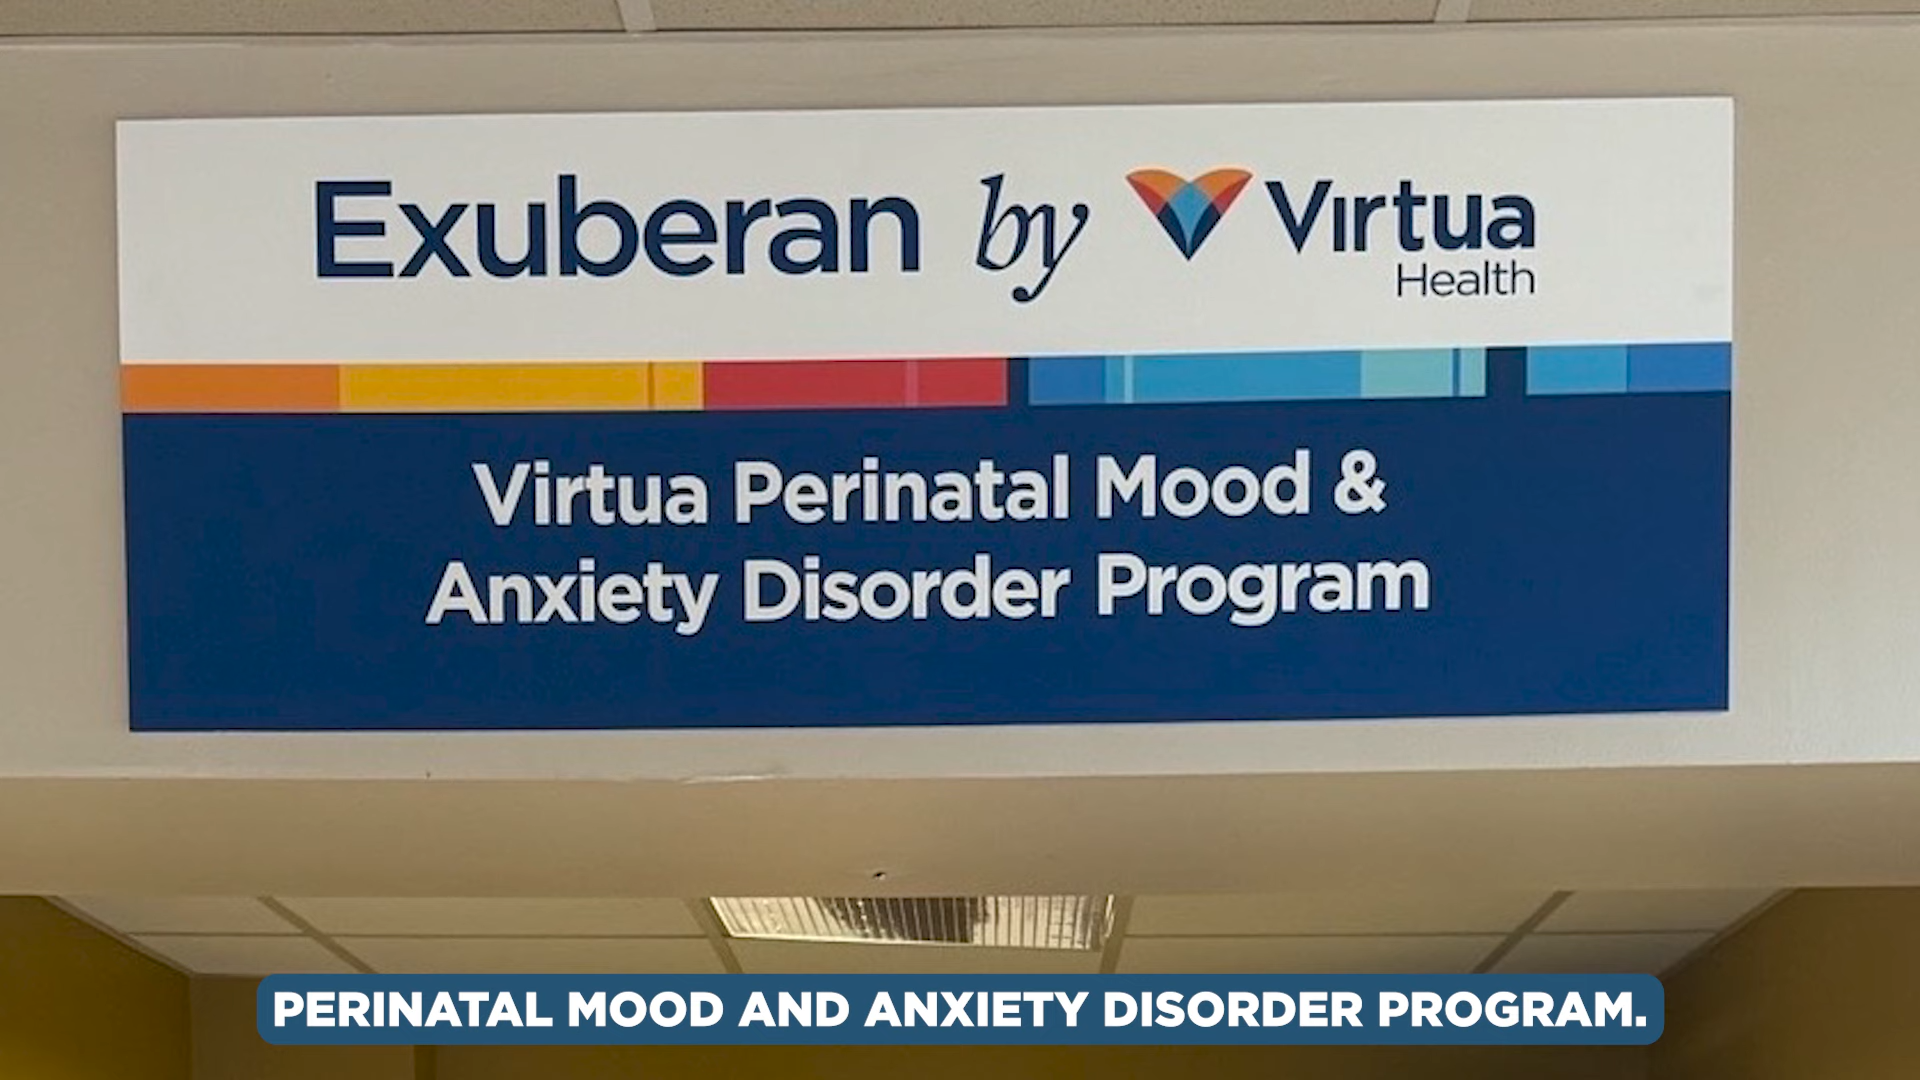 Exuberan by Virtua
Health
Virtua Perinatal Mood &
Anxiety Disorder Program
PERINATAL MOOD AND ANXIETY DISORDER PROGRAM.